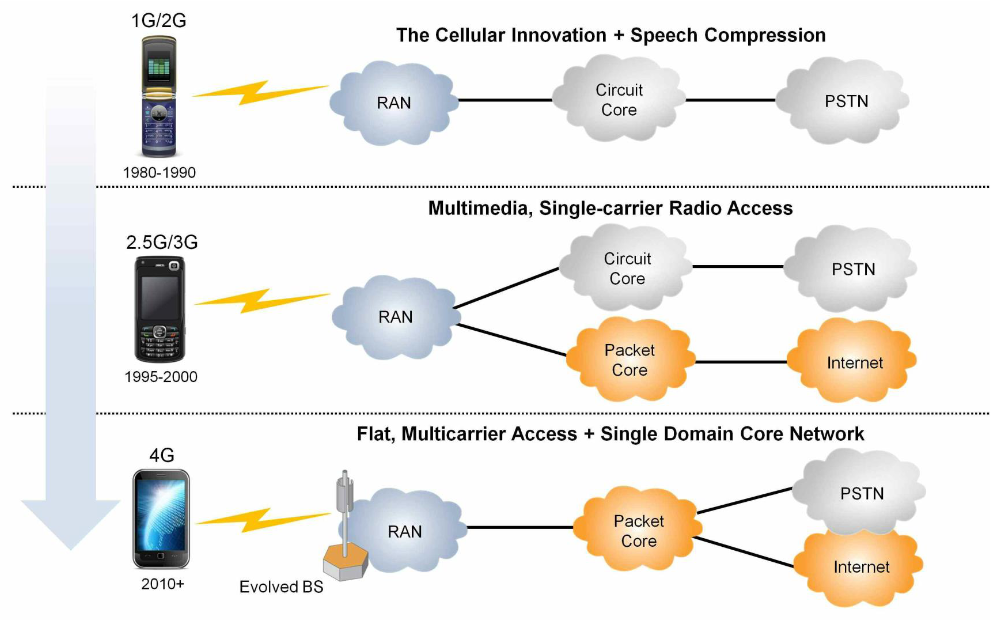 1G/2G
The Cellular Innovation + Speech Compression
RAN
Circuit
Core
PSTN
1980-1990
Multimedia, Single-carrier Radio Access
2.5G/3G
RAN
Circuit
Core
PSTN
Packet
Core
Internet
1995-2000
Flat, Multicarrier Access + Single Domain Core Network
4G
RAN
Packet
Core
PSTN
Internet
Evolved BS
2010+